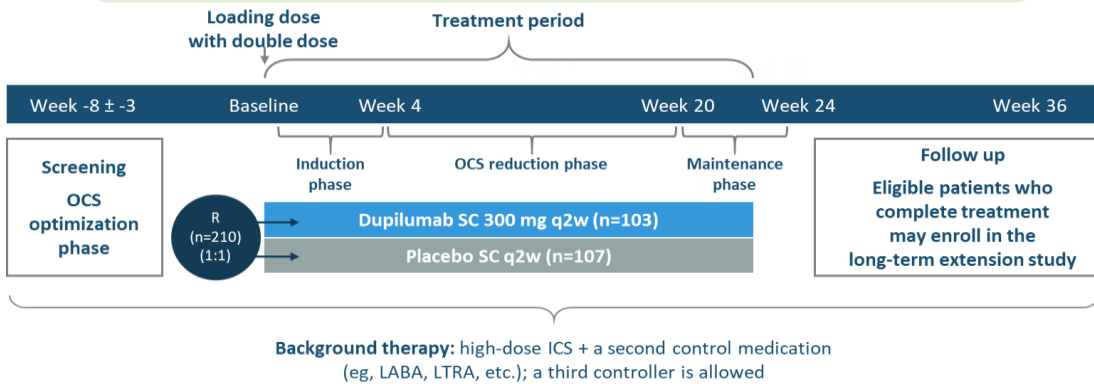 Loading dose
with double dose
Treatment period
Week -8 ± -3
Baseline
Week 4
Week 20
Week 24
Week 36
Screening
OCS
optimization
phase
Induction
phase
OCS reduction phase
Maintenance
phase
Follow up
Eligible patients who
complete treatment
may enroll in the
long-term extension study
R
(n=210)
(1:1)
Dupilumab SC 300 mg q2w (n=103)
Placebo SC q2w (n=107)
Background therapy: high-dose ICS + a second control medication
(eg, LABA, LTRA, etc.); a third controller is allowed